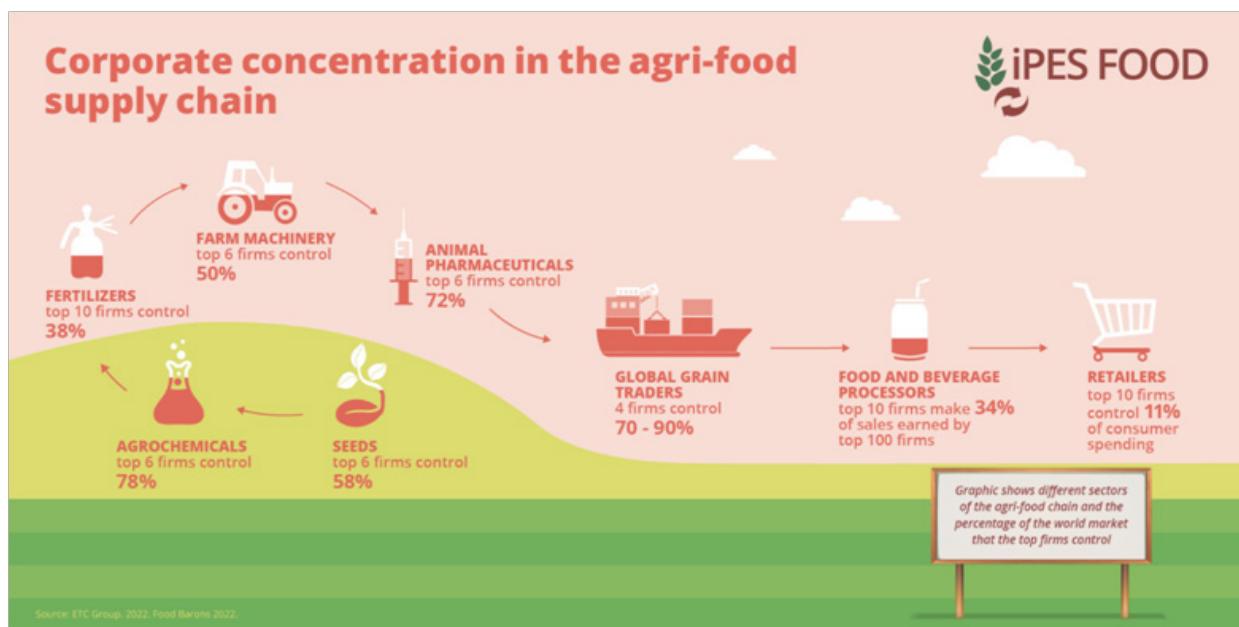 Corporate concentration in the agri-food
supply chain
iPES FOOD
FARM MACHINERY
top 6 firms control
50%
ANIMAL
PHARMACEUTICALS
top 6 firms control
72%
FERTILIZERS
top 10 firms control
38%
AGROCHEMICALS
top 6 firms control
78%
SEEDS
top 6 firms control
58%
GLOBAL GRAIN
TRADERS
4 firms control
70 - 90%
FOOD AND BEVERAGE
PROCESSORS
top 10 firms make 34%
of sales earned by
top 100 firms
RETAILERS
top 10 firms
control 11%
of consumer
spending
Graphic shows different sectors
of the agri-food chain and the
percentage of the world market
that the top firms control
Source: ETC Group. 2022. Food Barons 2022.